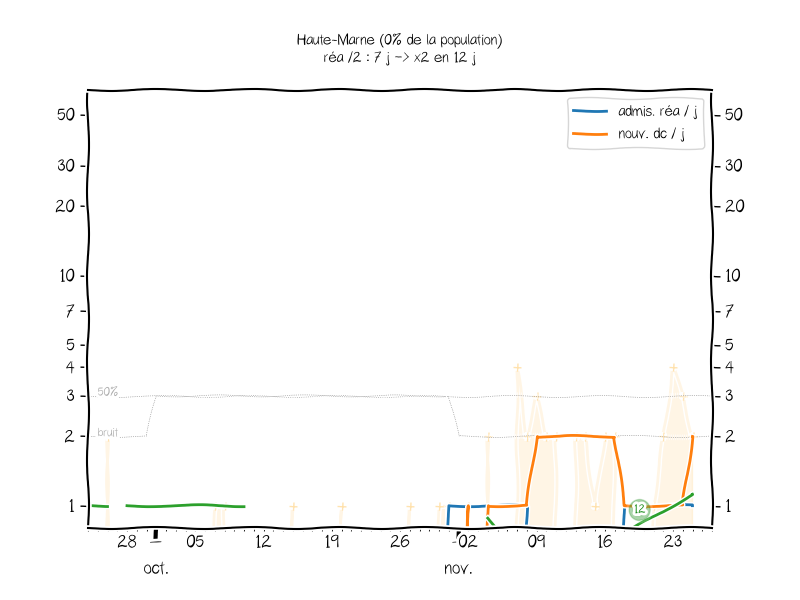 Haute-Marne (0% de la population)
réa /2 : 7 j -> x2 en 12 j
admis. réa / j
nouv. dc / j
50 50
30 30
20 20
10 10
7 7
5 5
4 4
3 50% 3
2 bruit 2
1 12 1
28 05 12 19 26 02 09 16 23
oct. nov.